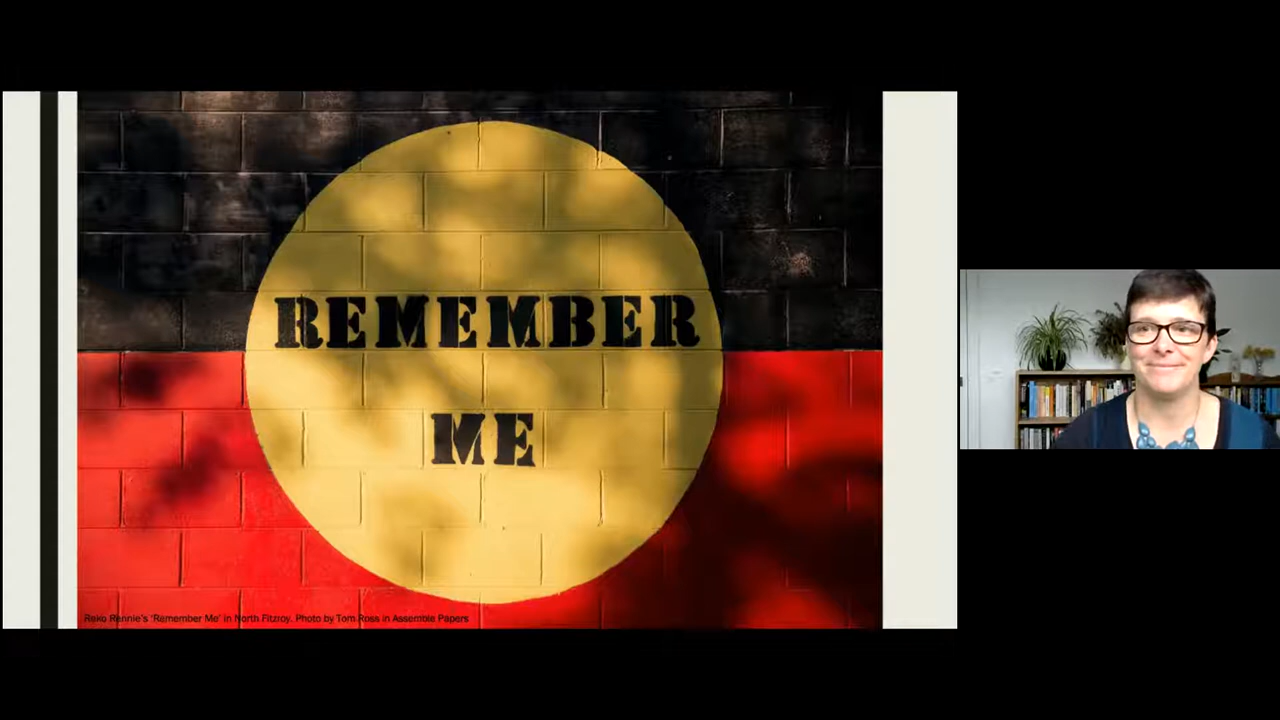 REMEMBER
ME
Reko Rennie's 'Remember Me' in North Fitzroy. Photo by Tom Ross in Assemble Papers